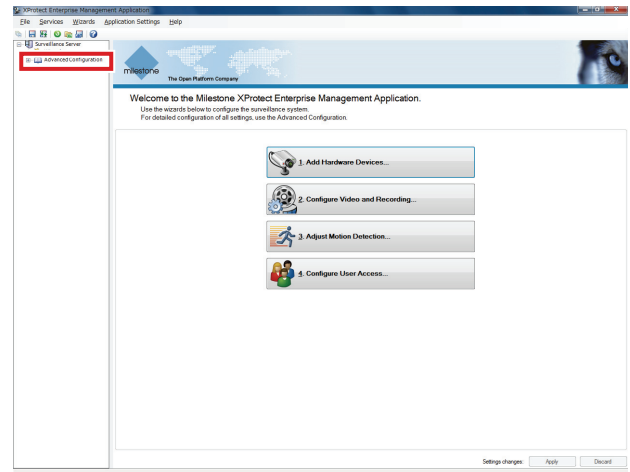 XProtect Enterprise Management Application
File Services Wizards Application Settings Help
Surveillance Server
Advanced Configuration
milestone
The Open Platform Company
Welcome to the Milestone XProtect Enterprise Management Application.
Use the wizards below to configure the surveillance system.
For detailed configuration of all settings, use the Advanced Configuration.
1. Add Hardware Devices...
2. Configure Video and Recording...
3. Adjust Motion Detection...
4. Configure User Access...
Settings changes: Apply Discard